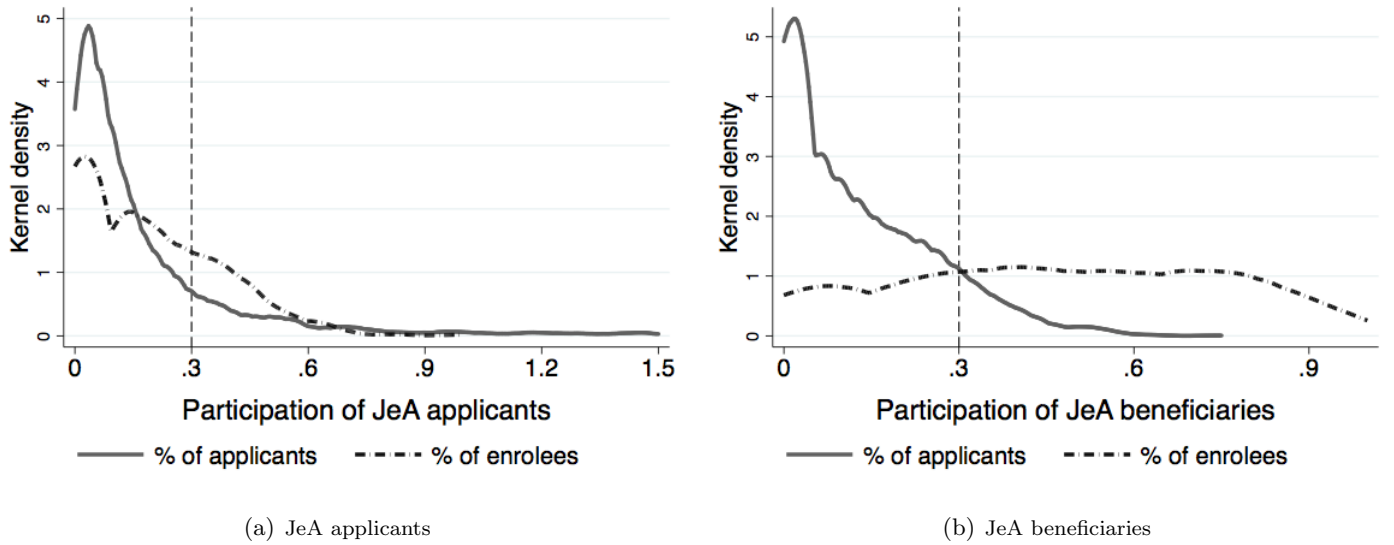 Kernel density
5
4
3
2
1
0
0 .3 .6 .9 1.2 1.5
Participation of JeA applicants
% of applicants % of enrolees
(a) JeA applicants
Kernel density
5
4
3
2
1
0
0 .3 .6 .9
Participation of JeA beneficiaries
% of applicants % of enrolees
(b) JeA beneficiaries